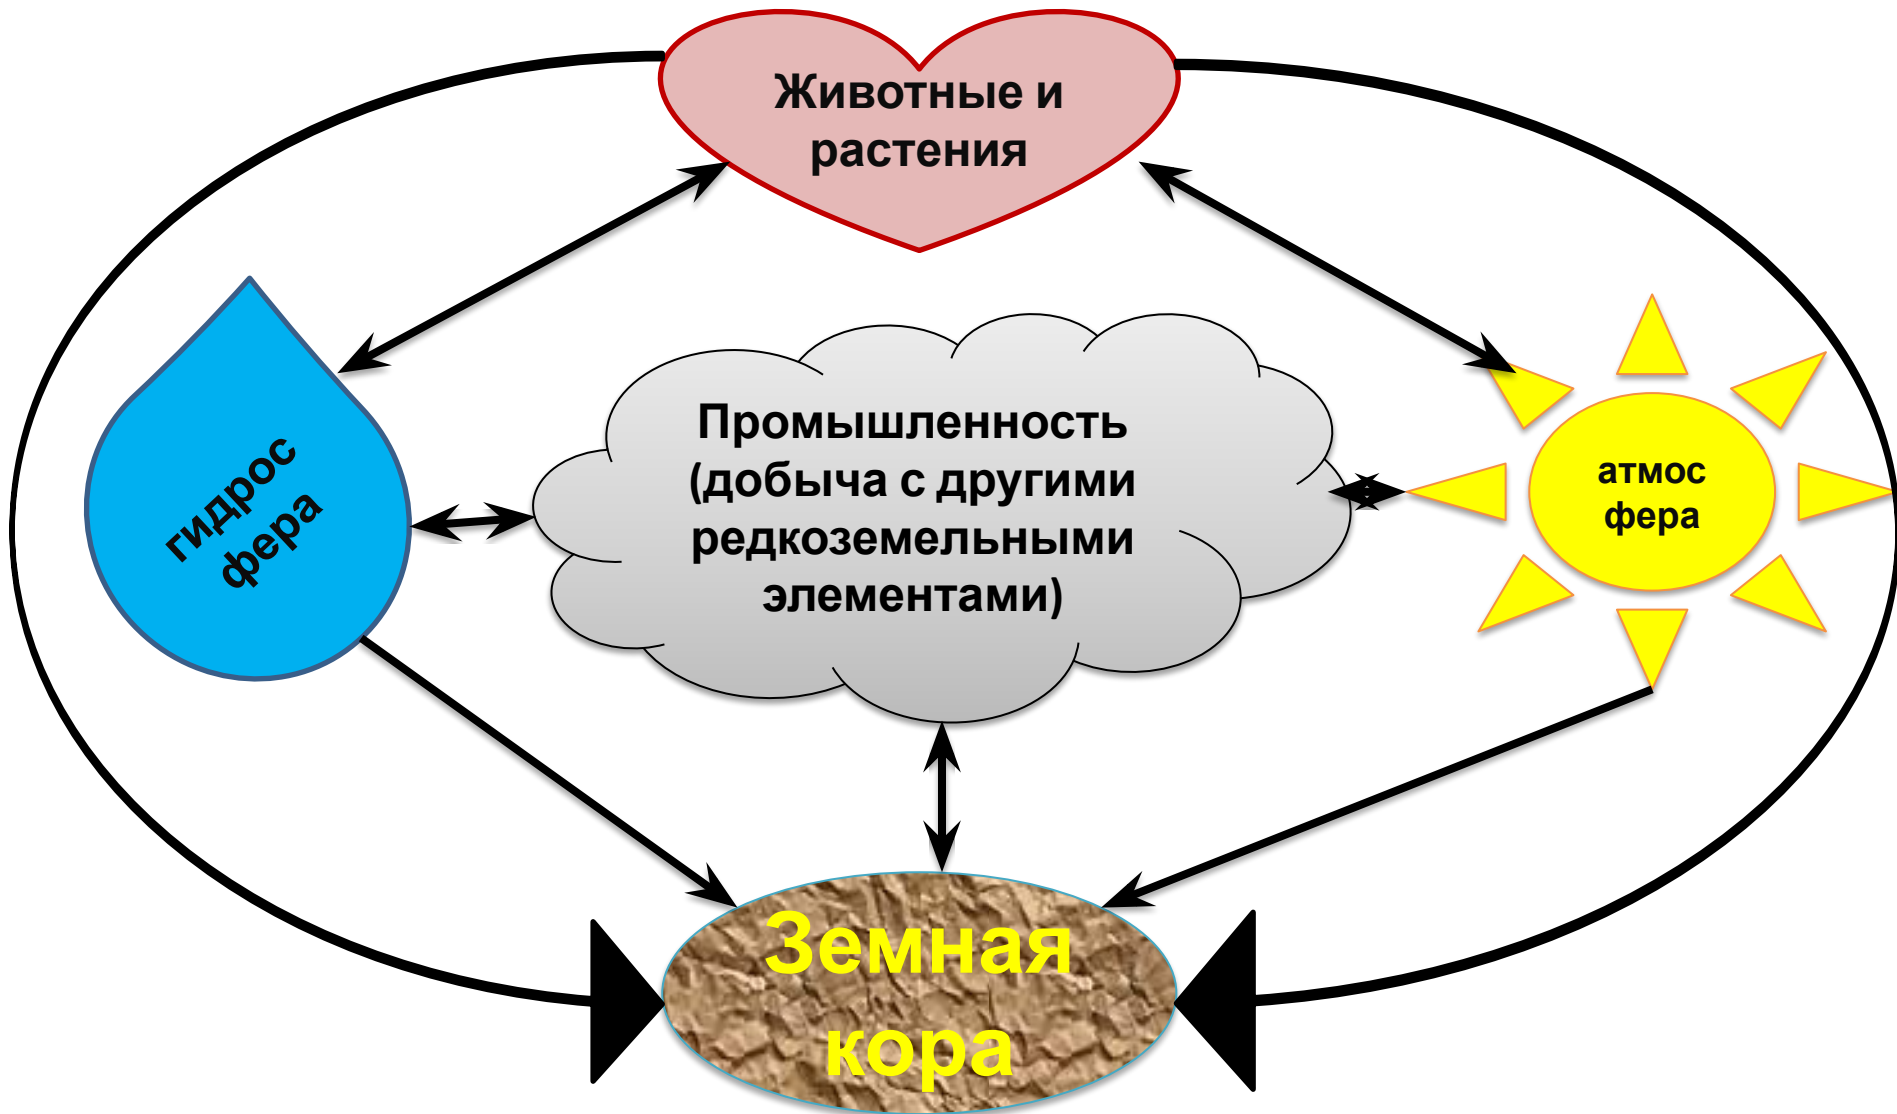 Животные и
растения
гидрос
фера
Промышленность
(добыча с другими
редкоземельными
элементами)
атмос
фера
Земная
кора